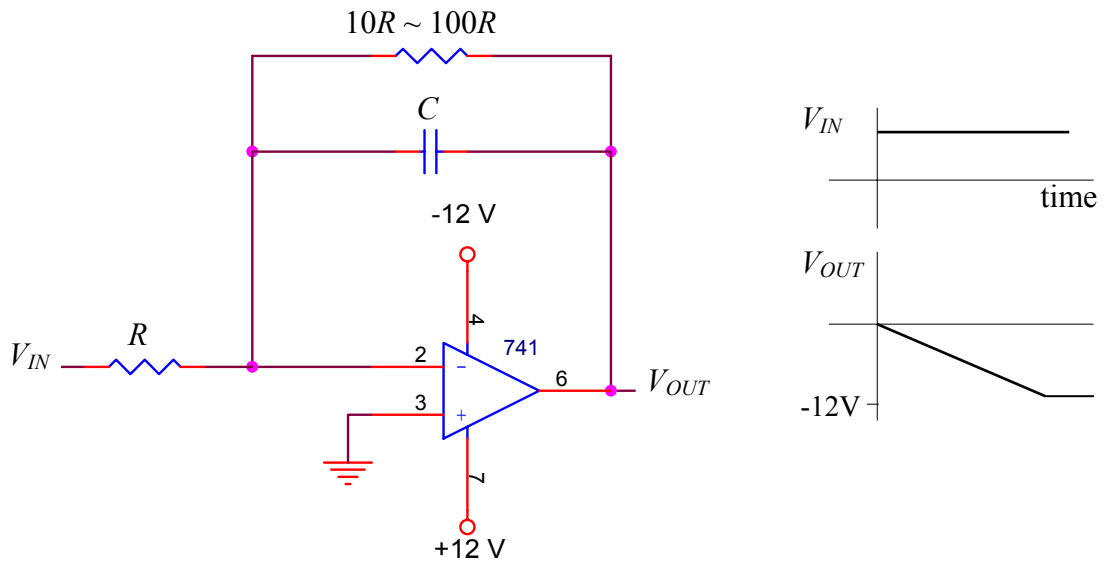 10R ~ 100R
C
-12 V
4
R
V_IN
2
741
−
6
V_OUT
3
+
7
+12 V
V_IN
time
V_OUT
-12V